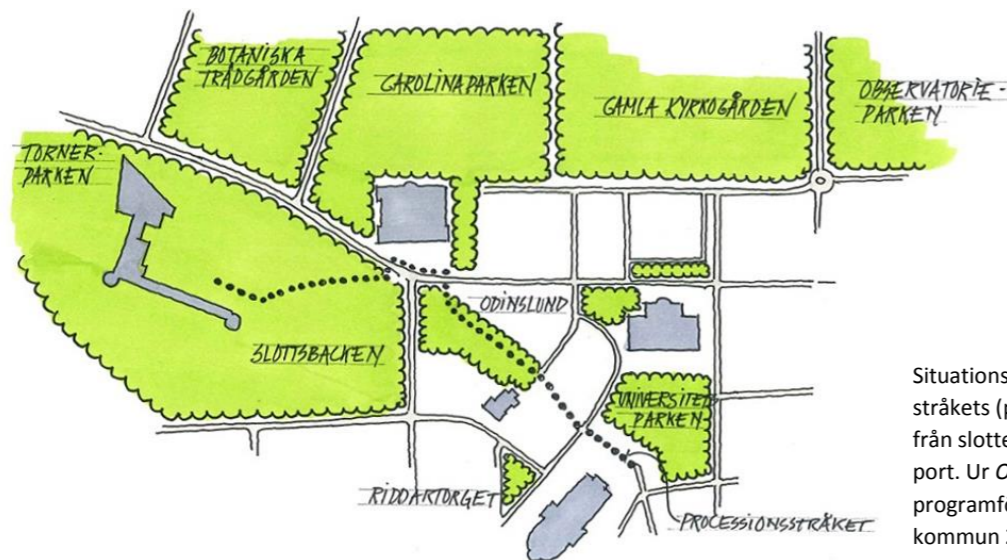 BOTANISKA
TRÄDGÅRDEN
CAROLINAPARKEN
GAMLA KYRKOGÅRDEN
OBSERVATORIE-
PARKEN
TORNER-
PARKEN
ODINSLUND
SLOTTSBACKEN
UNIVERSITETS
PARKEN
RIDDARTORGET
PROCESSIONSSTRÅKET
Situations
stråkets (p
från slotte
port. Ur O
programfö
kommun